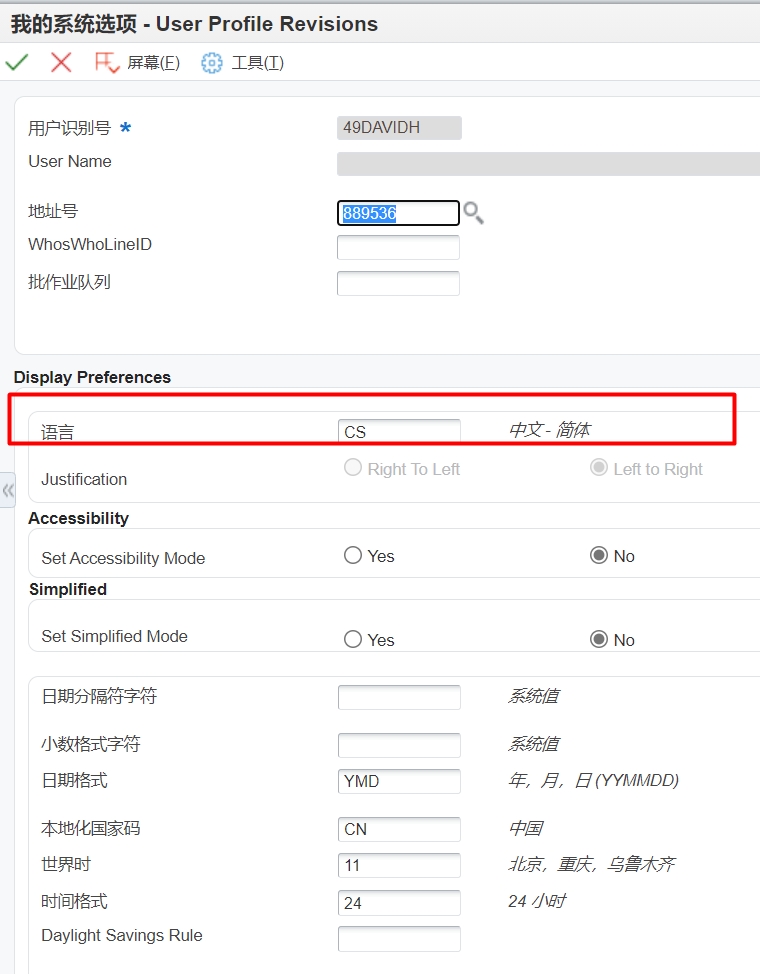 我的系统选项 - User Profile Revisions
屏幕(F) 工具(T)
用户识别号 * 49DAVIDH
User Name
地址号 889536
WhosWhoLineID
批作业队列
Display Preferences
语言 CS 中文 - 简体
Justification Right To Left Left to Right
Accessibility
Set Accessibility Mode Yes No
Simplified
Set Simplified Mode Yes No
日期分隔符字符 系统值
小数格式字符 系统值
日期格式 YMD 年，月，日 (YYMMDD)
本地化国家码 CN 中国
世界时 11 北京，重庆，乌鲁木齐
时间格式 24 24 小时
Daylight Savings Rule